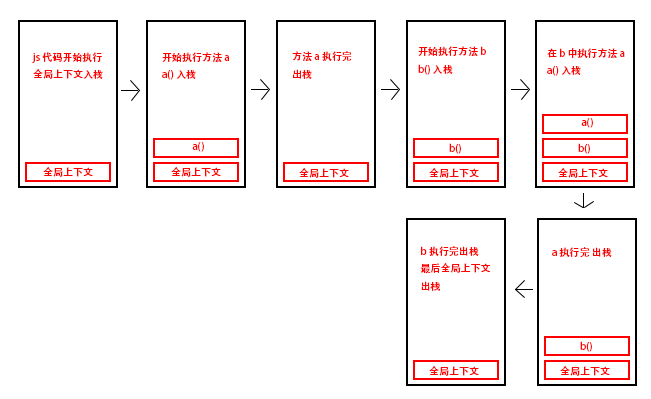 js 代码开始执行
全局上下文入栈
全局上下文
开始执行方法 a
a() 入栈
a()
全局上下文
方法 a 执行完
出栈
全局上下文
开始执行方法 b
b() 入栈
b()
全局上下文
在 b 中执行方法 a
a() 入栈
a()
b()
全局上下文
a 执行完 出栈
b()
全局上下文
b 执行完出栈
最后全局上下文
出栈
全局上下文